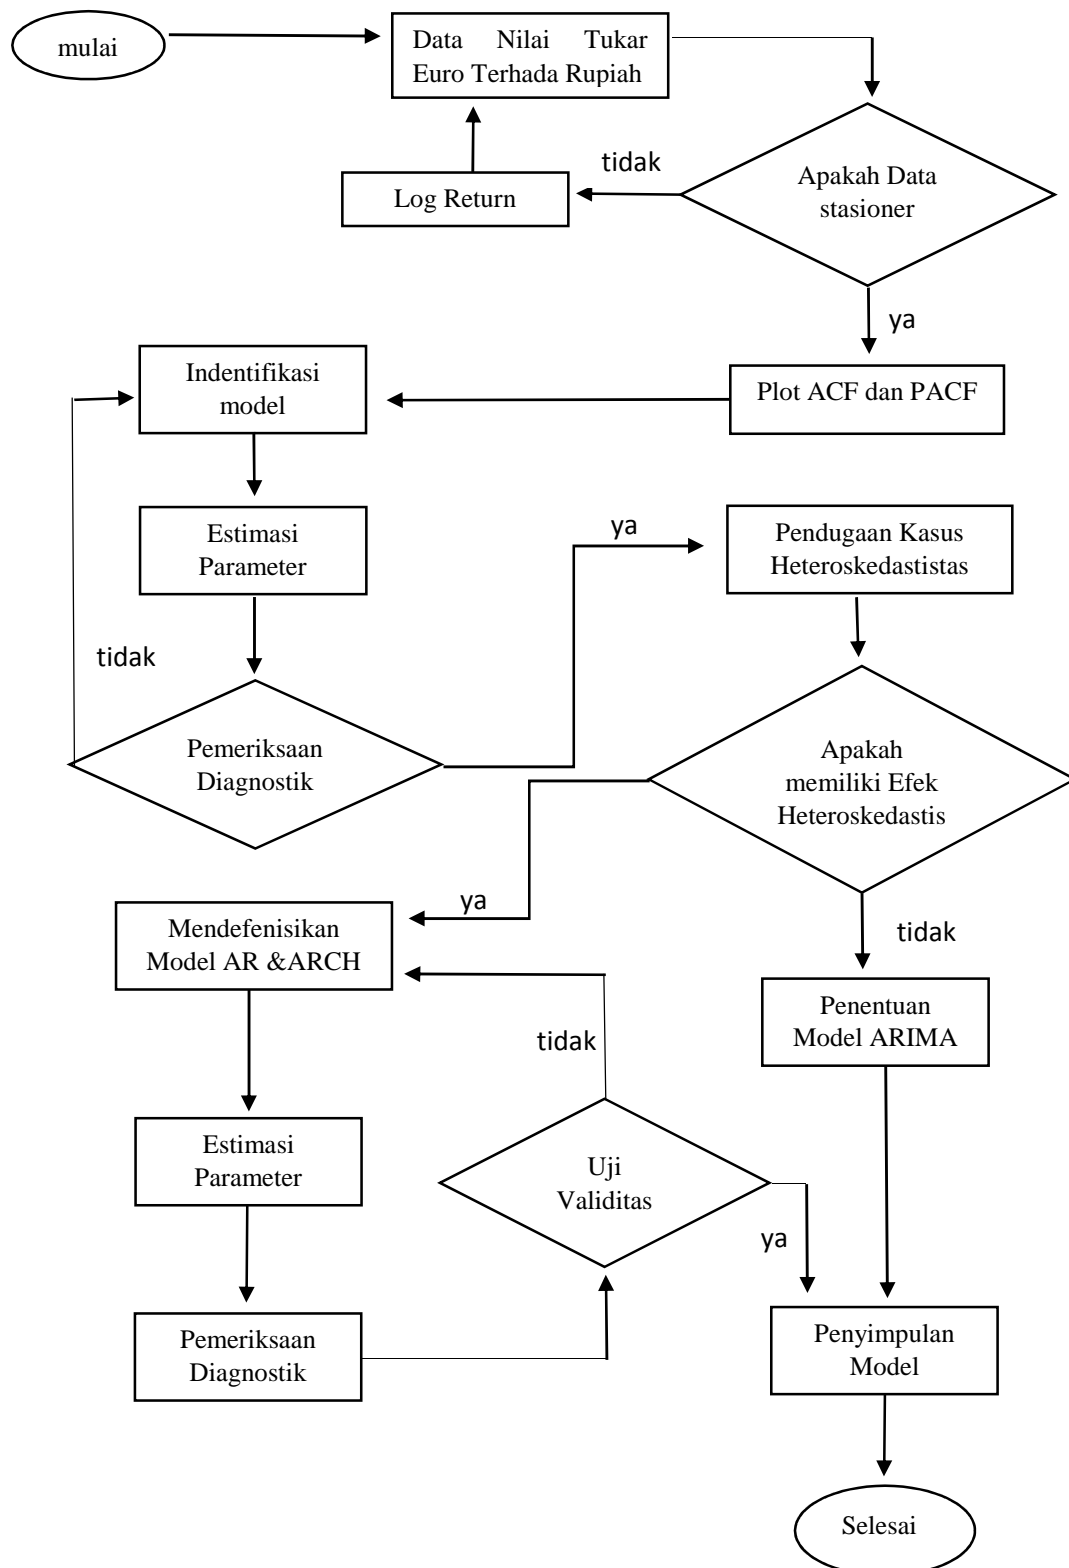 mulai
Data Nilai Tukar
Euro Terhada Rupiah
tidak
Log Return
Apakah Data
stasioner
ya
Indentifikasi
model
Plot ACF dan PACF
Estimasi
Parameter
ya
Pendugaan Kasus
Heteroskedastistas
tidak
Pemeriksaan
Diagnostik
Apakah
memiliki Efek
Heteroskedastis
ya
Mendefenisikan
Model AR &ARCH
tidak
Penentuan
Model ARIMA
tidak
Estimasi
Parameter
Uji
Validitas
ya
Pemeriksaan
Diagnostik
Penyimpulan
Model
Selesai